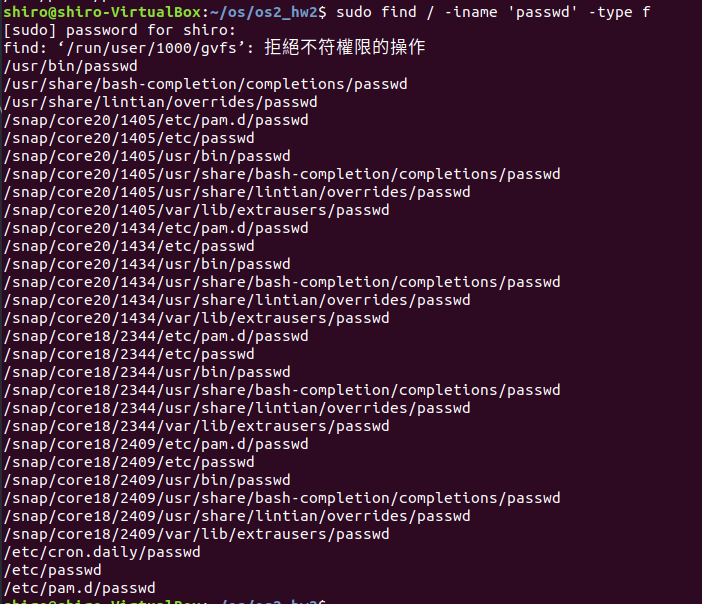 shiro@shiro-VirtualBox:~/os/os2_hw2$ sudo find / -iname 'passwd' -type f
[sudo] password for shiro:
find: ‘/run/user/1000/gvfs’: 拒絕不符權限的操作
/usr/bin/passwd
/usr/share/bash-completion/completions/passwd
/usr/share/lintian/overrides/passwd
/snap/core20/1405/etc/pam.d/passwd
/snap/core20/1405/etc/passwd
/snap/core20/1405/usr/bin/passwd
/snap/core20/1405/usr/share/bash-completion/completions/passwd
/snap/core20/1405/usr/share/lintian/overrides/passwd
/snap/core20/1405/var/lib/extrausers/passwd
/snap/core20/1434/etc/pam.d/passwd
/snap/core20/1434/etc/passwd
/snap/core20/1434/usr/bin/passwd
/snap/core20/1434/usr/share/bash-completion/completions/passwd
/snap/core20/1434/usr/share/lintian/overrides/passwd
/snap/core20/1434/var/lib/extrausers/passwd
/snap/core18/2344/etc/pam.d/passwd
/snap/core18/2344/etc/passwd
/snap/core18/2344/usr/bin/passwd
/snap/core18/2344/usr/share/bash-completion/completions/passwd
/snap/core18/2344/usr/share/lintian/overrides/passwd
/snap/core18/2344/var/lib/extrausers/passwd
/snap/core18/2409/etc/pam.d/passwd
/snap/core18/2409/etc/passwd
/snap/core18/2409/usr/bin/passwd
/snap/core18/2409/usr/share/bash-completion/completions/passwd
/snap/core18/2409/usr/share/lintian/overrides/passwd
/snap/core18/2409/var/lib/extrausers/passwd
/etc/cron.daily/passwd
/etc/passwd
/etc/pam.d/passwd
shiro@shiro-VirtualBox:~/os/os2_hw2$